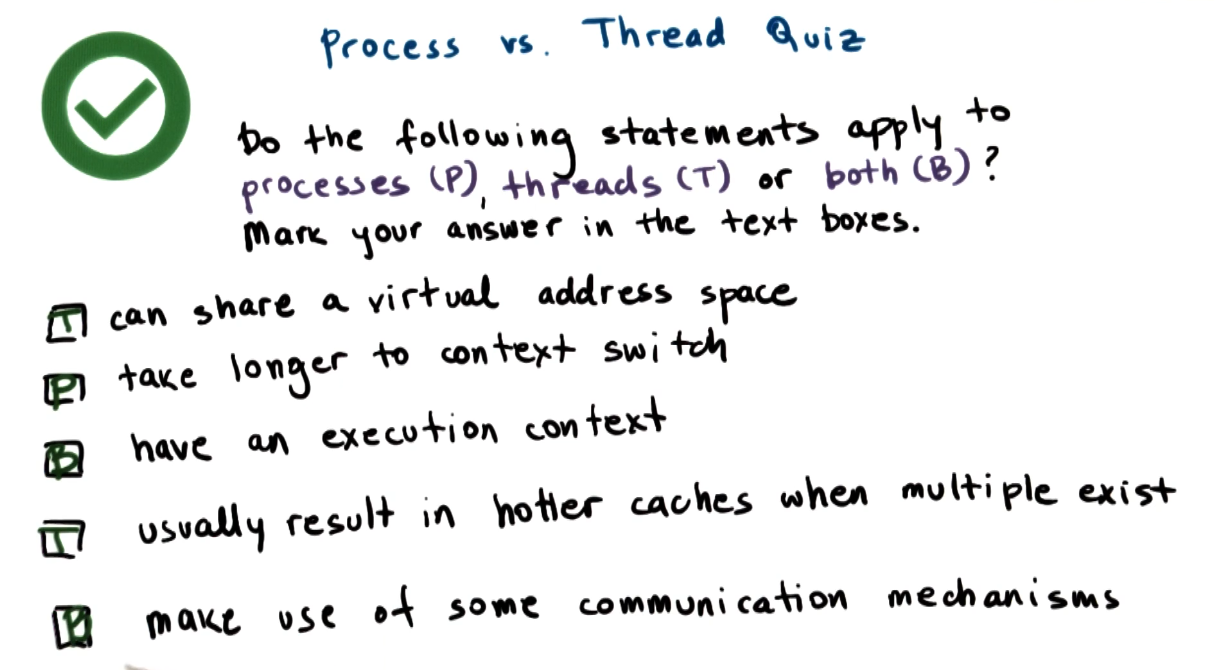 Process vs. Thread Quiz
Do the following statements apply to
processes (P), threads (T) or both (B)?
Mark your answer in the text boxes.
T can share a virtual address space
P take longer to context switch
B have an execution context
T usually result in hotter caches when multiple exist
B make use of some communication mechanisms